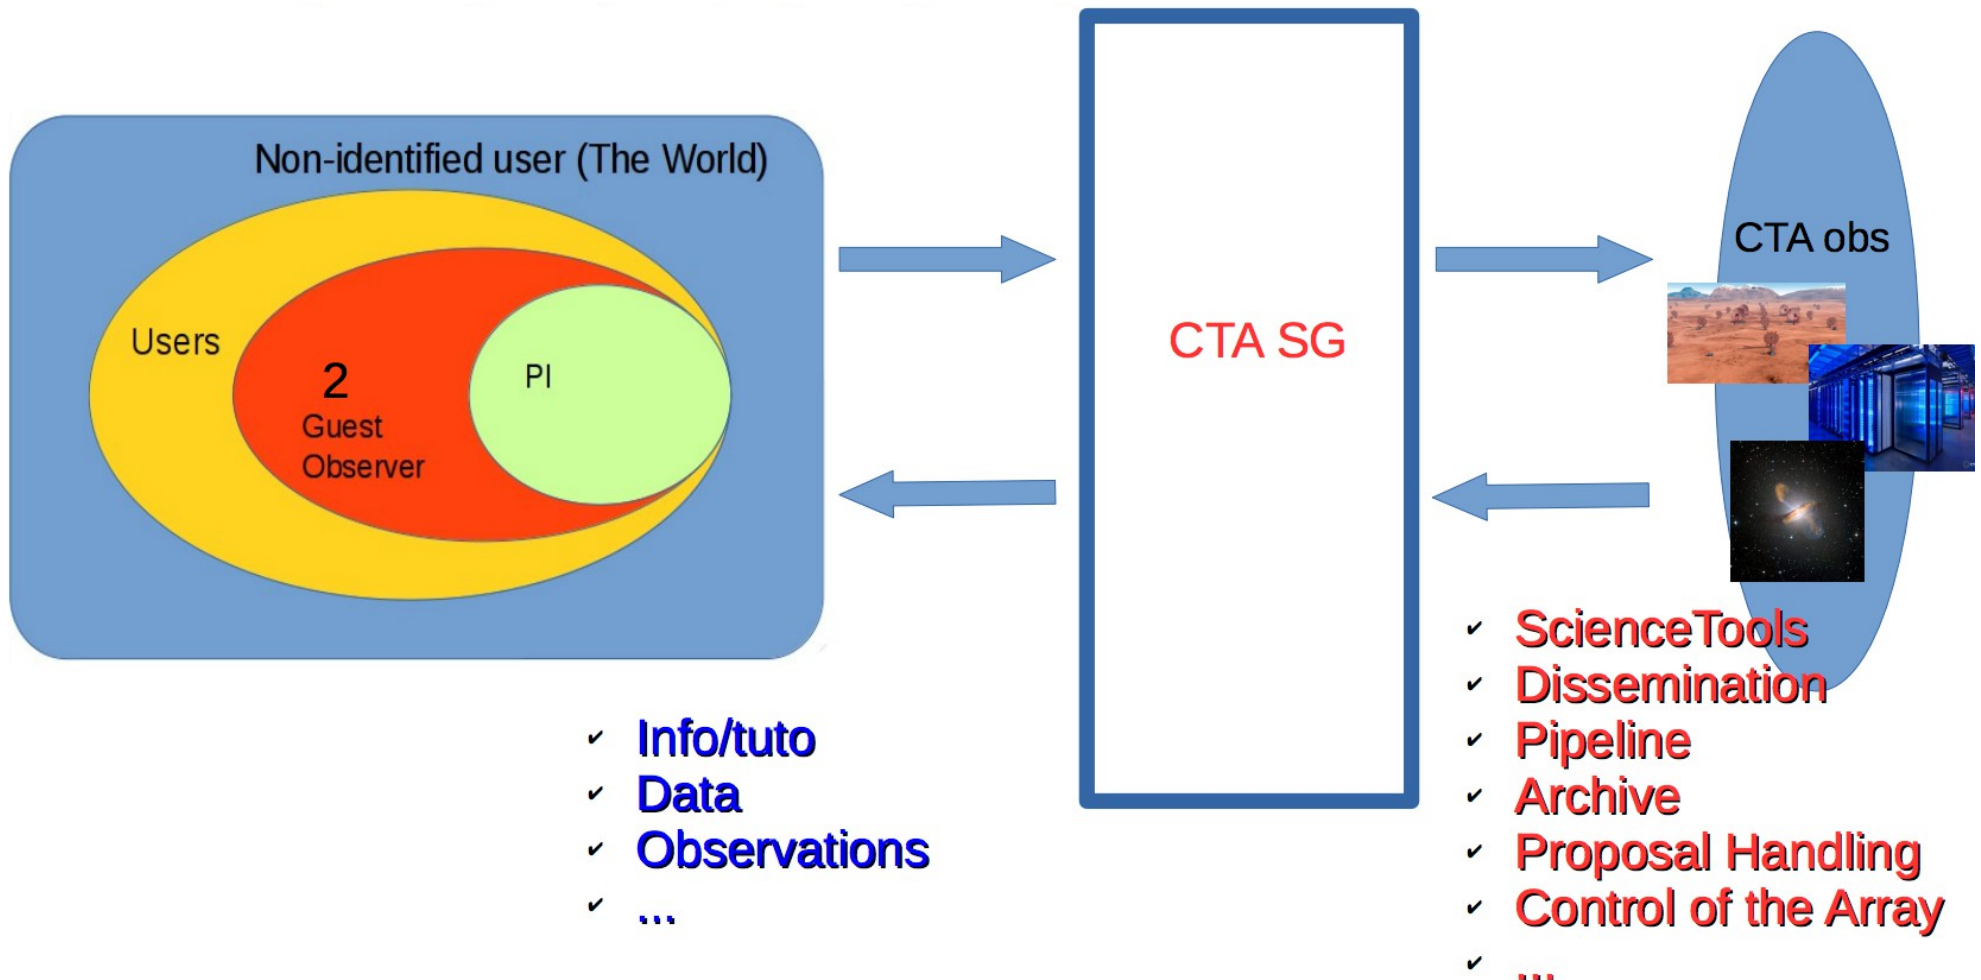 Non-identified user (The World)
Users
2
Guest
Observer
PI
CTA SG
CTA obs
✔ Info/tuto
✔ Data
✔ Observations
✔ ...
✔ ScienceTools
✔ Dissemination
✔ Pipeline
✔ Archive
✔ Proposal Handling
✔ Control of the Array
✔ ...